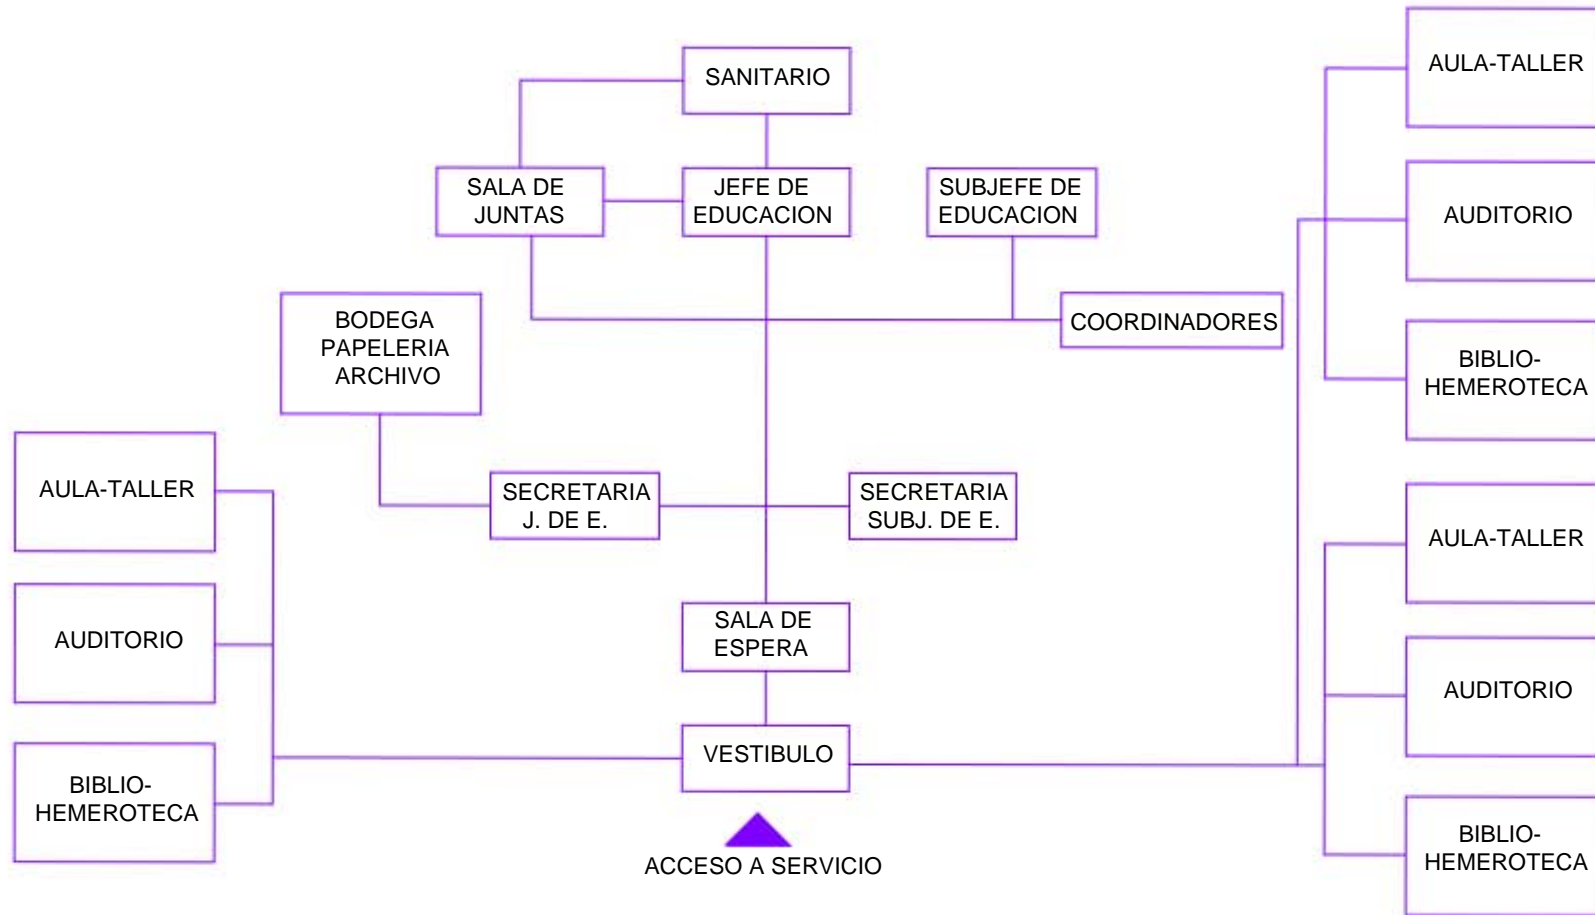 SANITARIO
SALA DE
JUNTAS
JEFE DE
EDUCACION
SUBJEFE DE
EDUCACION
COORDINADORES
BODEGA
PAPELERIA
ARCHIVO
SECRETARIA
J. DE E.
SECRETARIA
SUBJ. DE E.
SALA DE
ESPERA
VESTIBULO
ACCESO A SERVICIO
AULA-TALLER
AUDITORIO
BIBLIO-
HEMEROTECA
AULA-TALLER
AUDITORIO
BIBLIO-
HEMEROTECA
AULA-TALLER
AUDITORIO
BIBLIO-
HEMEROTECA